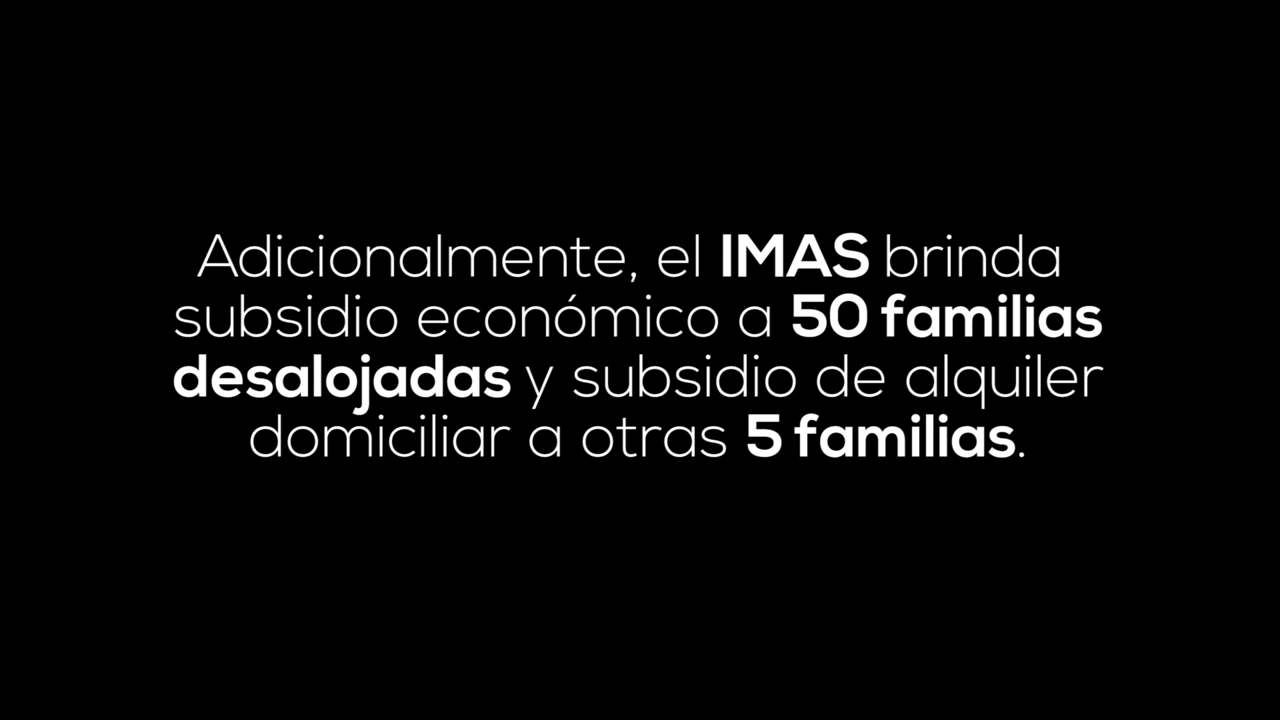 Adicionalmente, el IMAS brinda
subsidio económico a 50 familias
desalojadas y subsidio de alquiler
domiciliar a otras 5 familias.